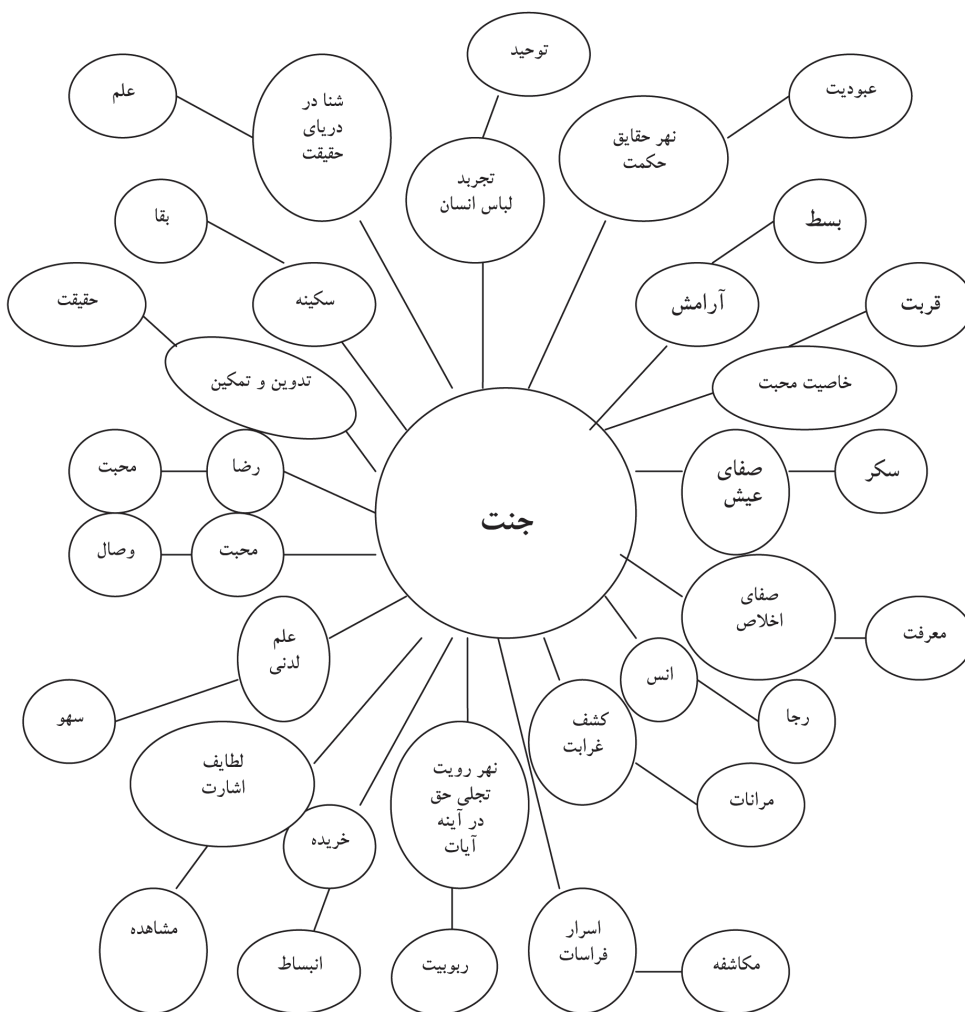 توحید
علم
شنا در
دریای
حقیقت
عبودیت
نهر حقایق
حکمت
تجربد
لباس انسان
بقا
بسط
سکینه
آرامش
حقیقت
قربت
تدوین و تمکین
خاصیت محبت
محبت
رضا
صفای
عیش
سکر
جنت
وصال
محبت
صفای
اخلاص
معرفت
علم
لدنی
انس
رجا
سهو
کشف
غرابت
لطایف
اشارت
نهر رویت
تجلی حق
در آینه
آیات
مرانات
خریده
مشاهده
اسرار
فراسات
انبساط
ربوبیت
مکاشفه